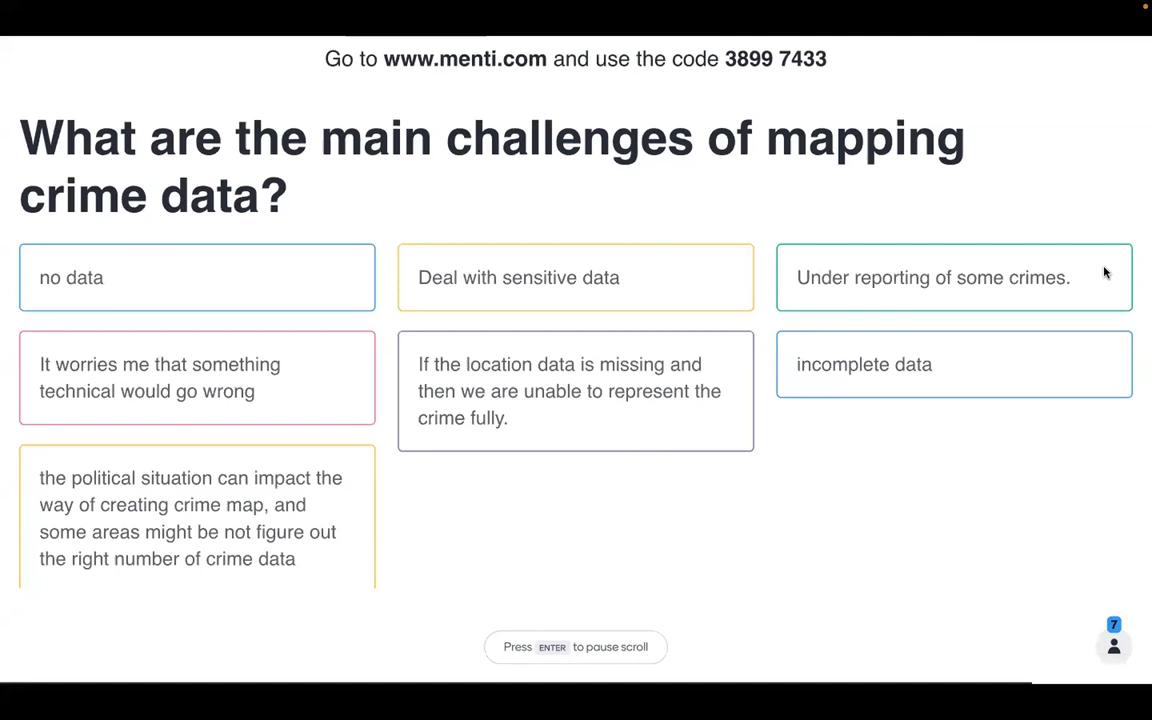 Go to www.menti.com and use the code 3899 7433
What are the main challenges of mapping
crime data?
no data
Deal with sensitive data
Under reporting of some crimes.
It worries me that something
technical would go wrong
If the location data is missing and
then we are unable to represent the
crime fully.
incomplete data
the political situation can impact the
way of creating crime map, and
some areas might be not figure out
the right number of crime data
Press ENTER to pause scroll
7